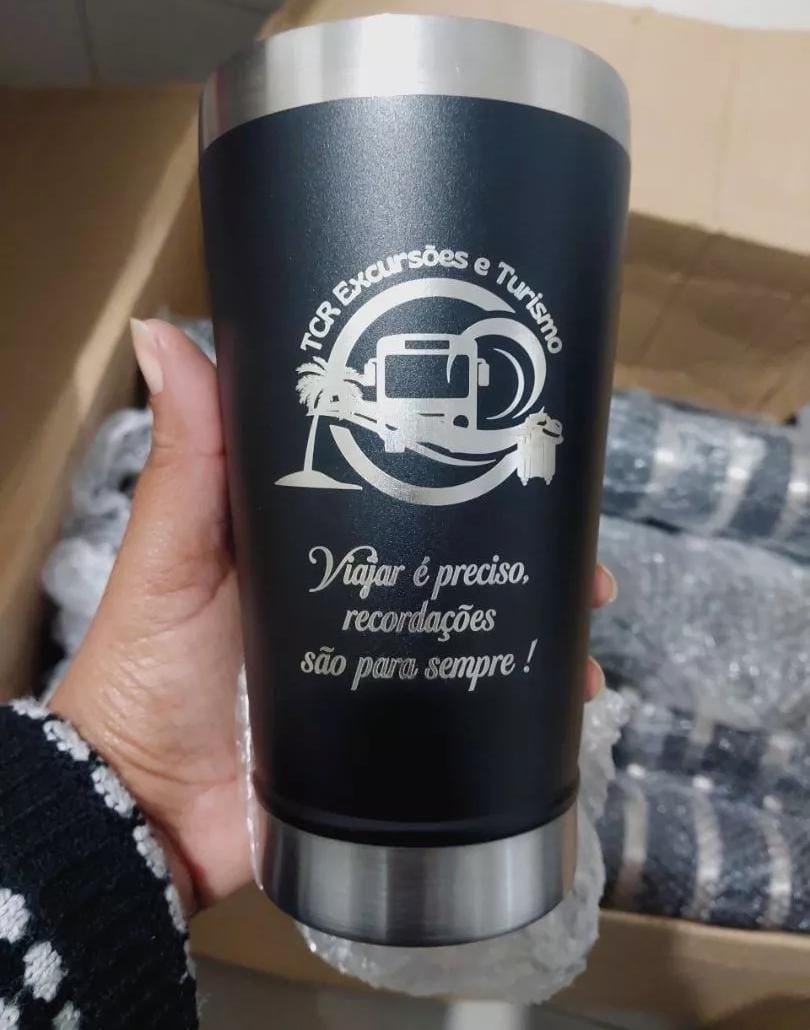 TCR Excursões e Turismo
Viajar é preciso,
recordações
são para sempre !